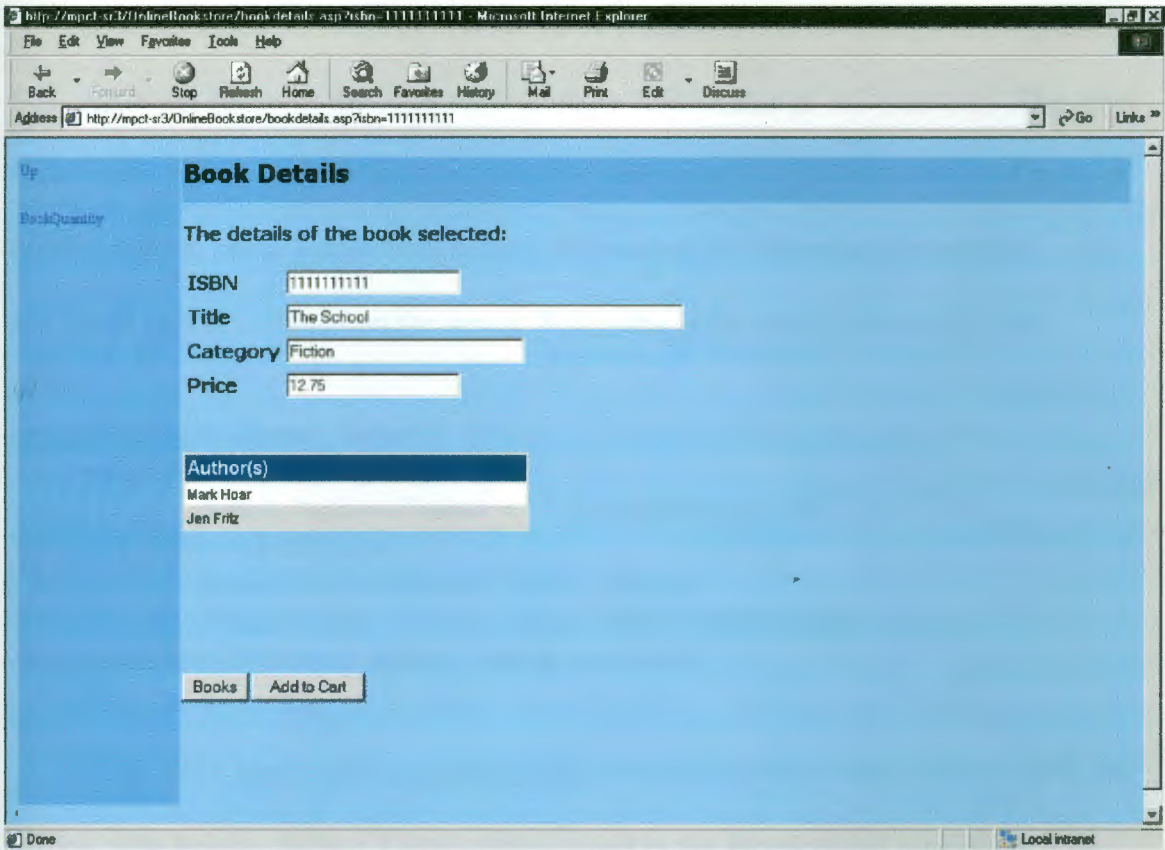 http://mpct-sr3/OnlineBookstore/bookdetails.asp?isbn=1111111111 - Microsoft Internet Explorer
File Edit View Favorites Tools Help
Back Forward Stop Refresh Home Search Favorites History Mail Print Edit Discuss
Address http://mpct-sr3/OnlineBookstore/bookdetails.asp?isbn=1111111111 Go Links »
Up
Book Details
BookQuantity
The details of the book selected:
ISBN 1111111111
Title The School
Category Fiction
Price 12.75
Author(s)
Mark Hoar
Jen Fritz
Books Add to Cart
Done Local intranet